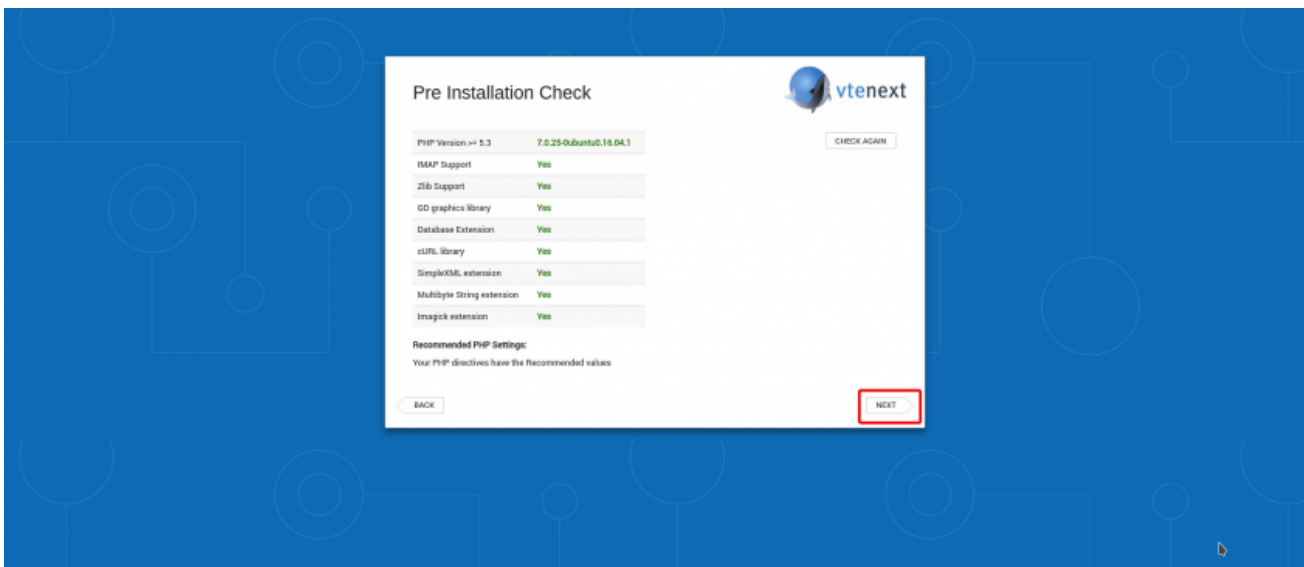 Pre Installation Check
vtenext
PHP Version >= 5.3 7.0.25-0ubuntu0.16.04.1
CHECK AGAIN
IMAP Support Yes
Zlib Support Yes
GD graphics library Yes
Database Extension Yes
cURL library Yes
SimpleXML extension Yes
Multibyte String extension Yes
Imagick extension Yes
Recommended PHP Settings:
Your PHP directives have the Recommended values
BACK
NEXT